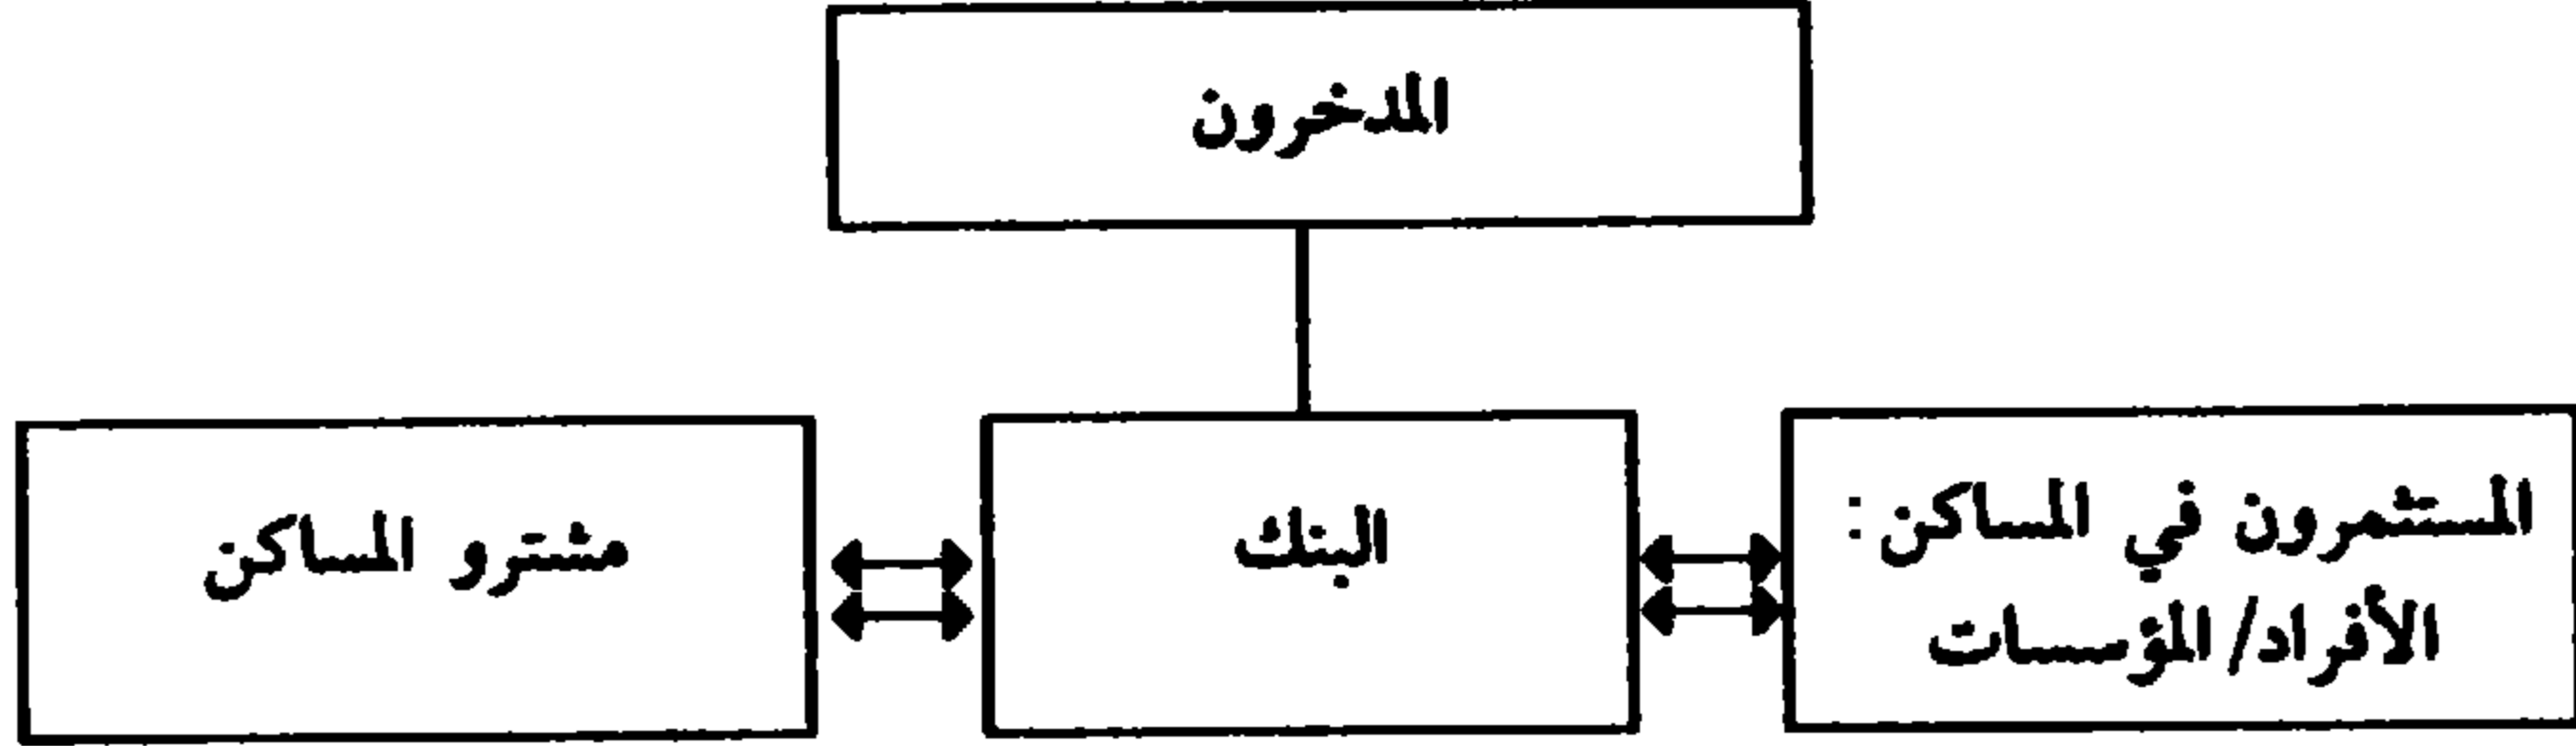 المدخرون
المستثمرون في المساكن :
الأفراد/ المؤسسات
البنك
مشترو المساكن